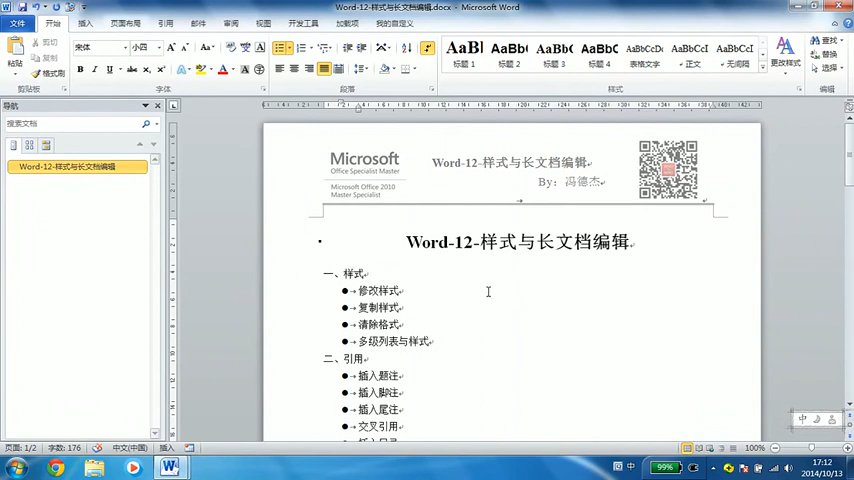 Word-12-样式与长文档编辑.docx - Microsoft Word
文件 开始 插入 页面布局 引用 邮件 审阅 视图 开发工具 加载项 我的自定义
粘贴 剪切 复制 格式刷
宋体 小四
AaBl AaBb( AaBb( AaBbC AaBbCcDc AaBbCcDd AaBbCcDd
标题 1 标题 2 标题 3 标题 4 表格文字 正文 无间隔
更改样式
查找
替换
选择
剪贴板 字体 段落 样式 编辑
导航
搜索文档
Word-12-样式与长文档编辑
Microsoft
Office Specialist Master
Microsoft Office 2010
Master Specialist
Word-12-样式与长文档编辑
By：冯德杰
Word-12-样式与长文档编辑
一、样式
修改样式
复制样式
清除格式
多级列表与样式
二、引用
插入题注
插入脚注
插入尾注
交叉引用
页面: 1/2 字数: 176 中文(中国) 插入 100%
中
99%
17:12
2014/10/13